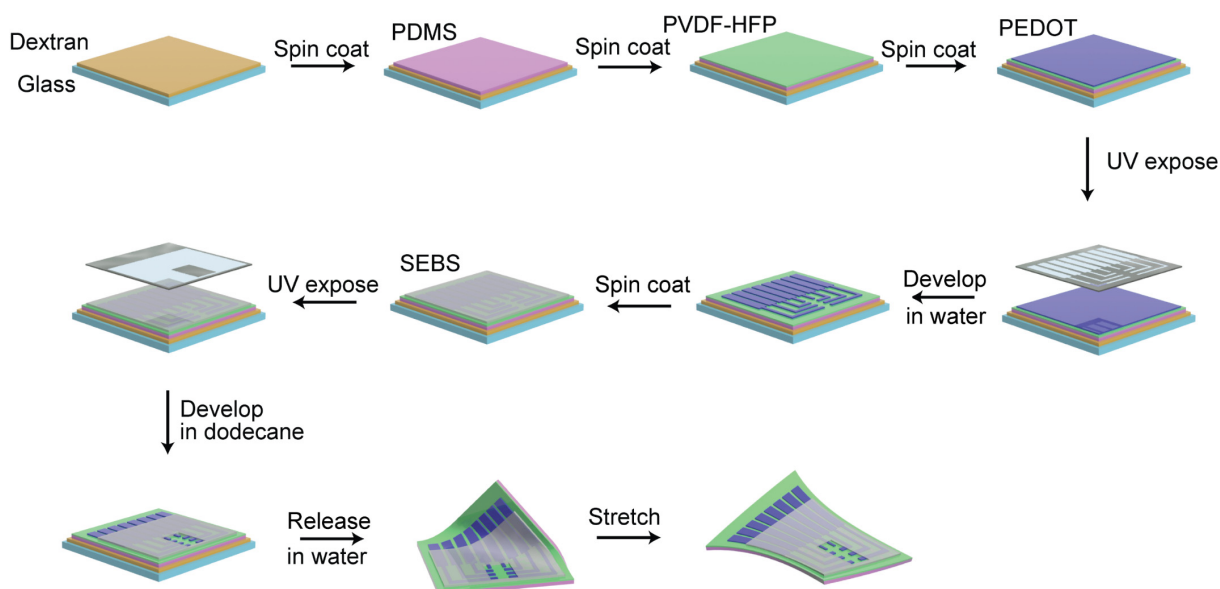 Dextran
Glass
Spin coat
PDMS
Spin coat
PVDF-HFP
Spin coat
PEDOT
UV expose
Develop
in water
Spin coat
SEBS
UV expose
Develop
in dodecane
Release
in water
Stretch